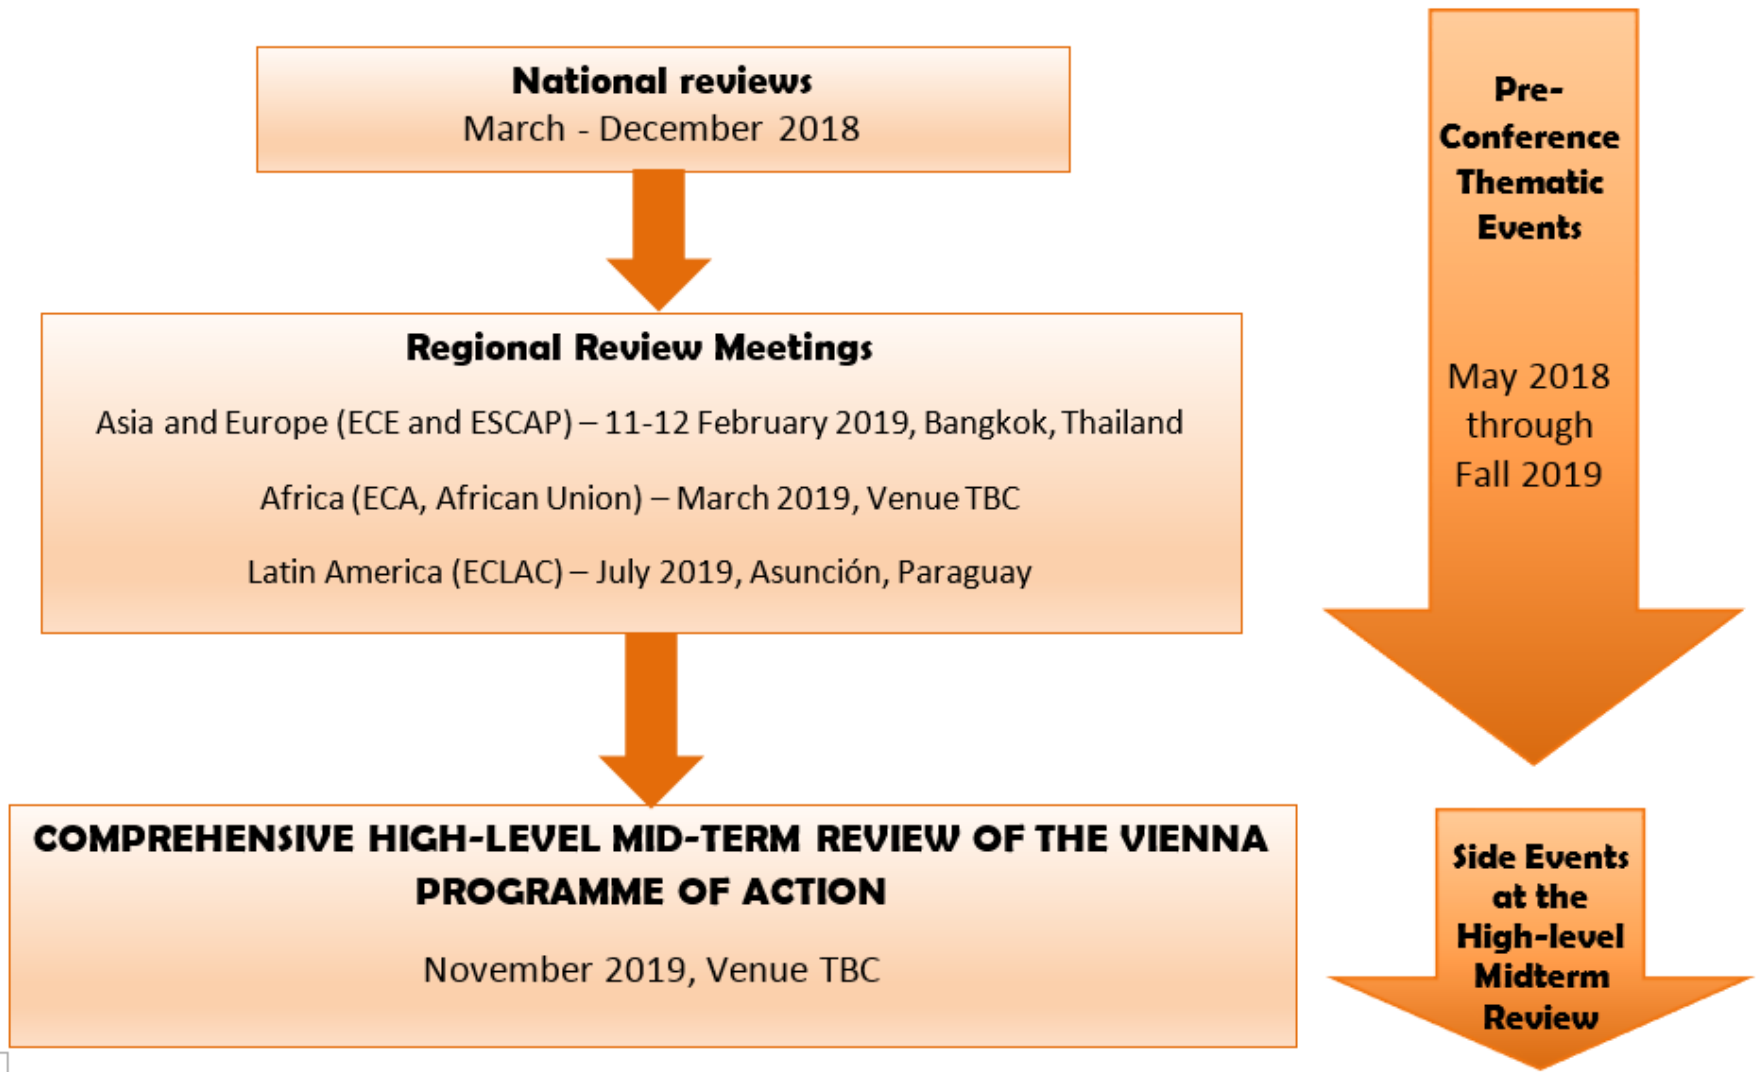 National reviews
March - December 2018
Regional Review Meetings
Asia and Europe (ECE and ESCAP) – 11-12 February 2019, Bangkok, Thailand
Africa (ECA, African Union) – March 2019, Venue TBC
Latin America (ECLAC) – July 2019, Asunción, Paraguay
COMPREHENSIVE HIGH-LEVEL MID-TERM REVIEW OF THE VIENNA
PROGRAMME OF ACTION
November 2019, Venue TBC
Pre-
Conference
Thematic
Events
May 2018
through
Fall 2019
Side Events
at the
High-level
Midterm
Review